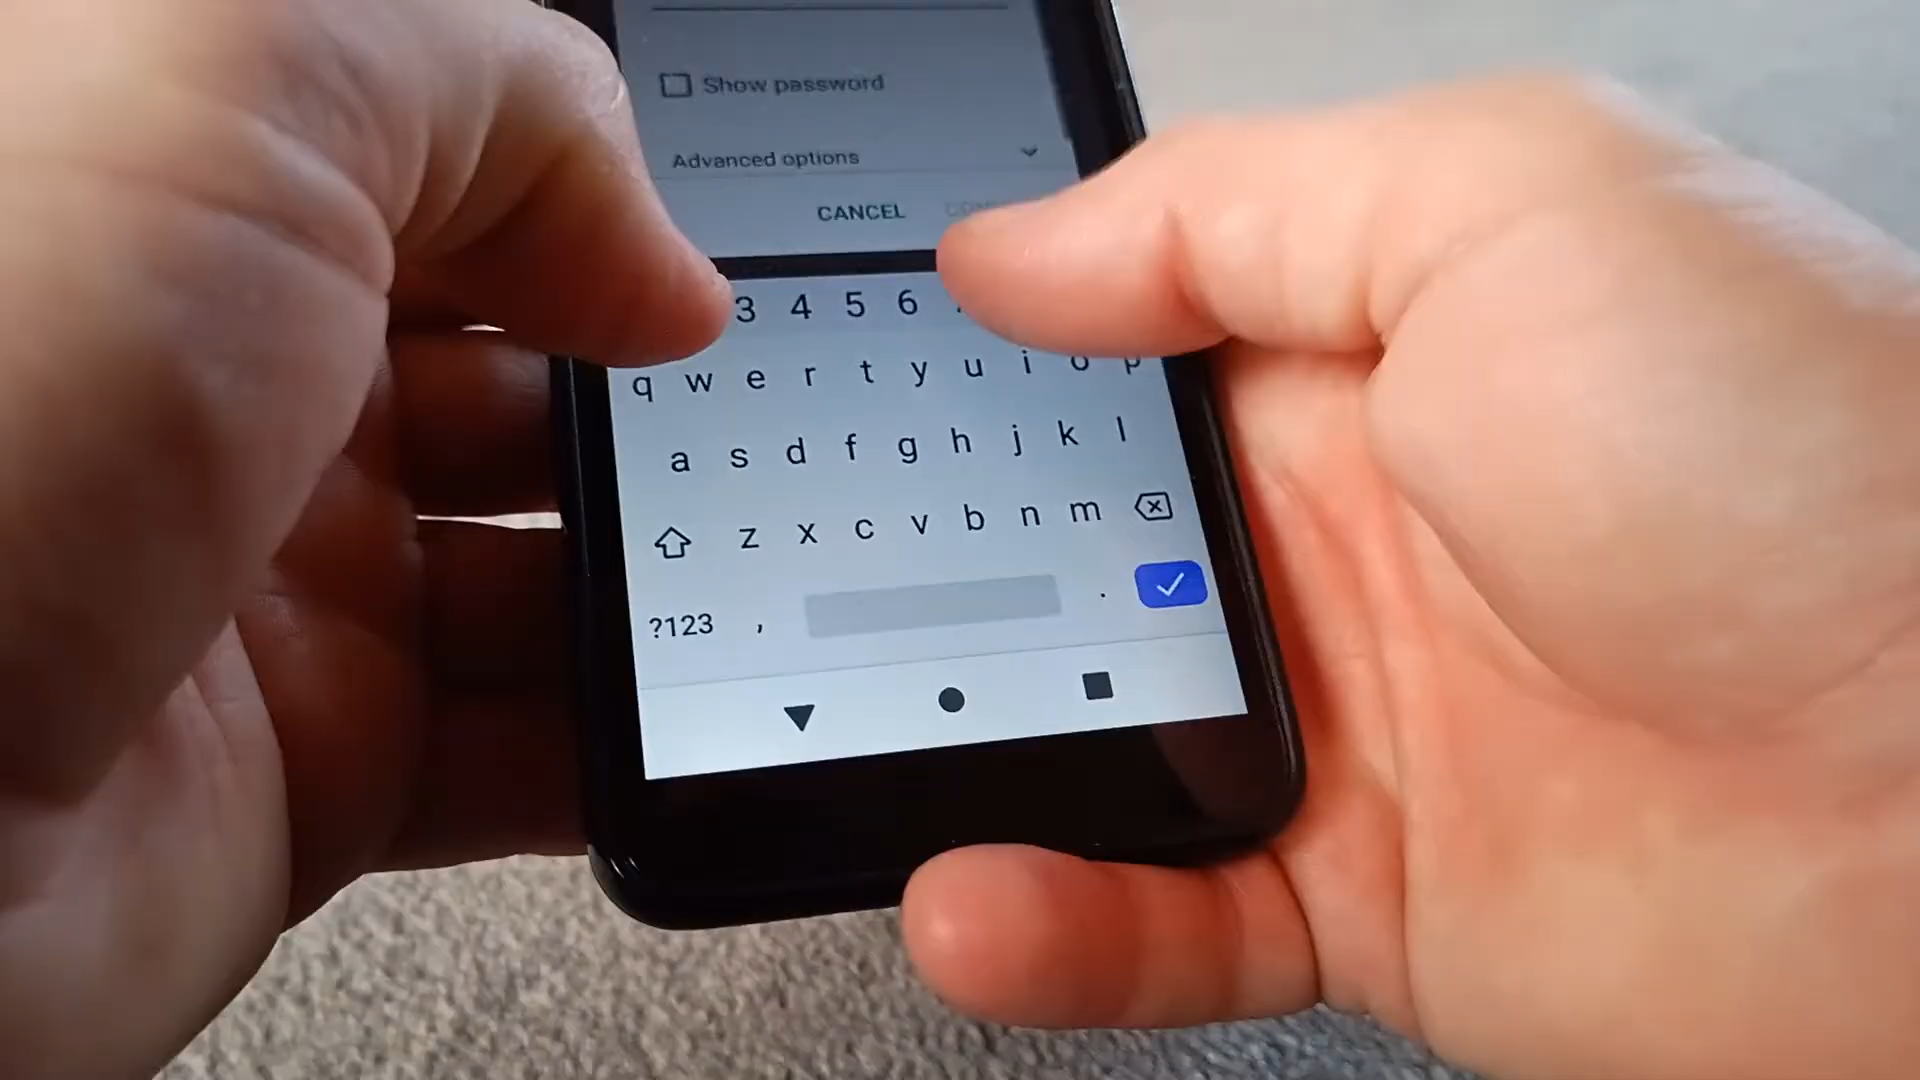 Show password
Advanced options
CANCEL
3 4 5 6
q w e r t y u i o p
a s d f g h j k l
z x c v b n m
?123 , .